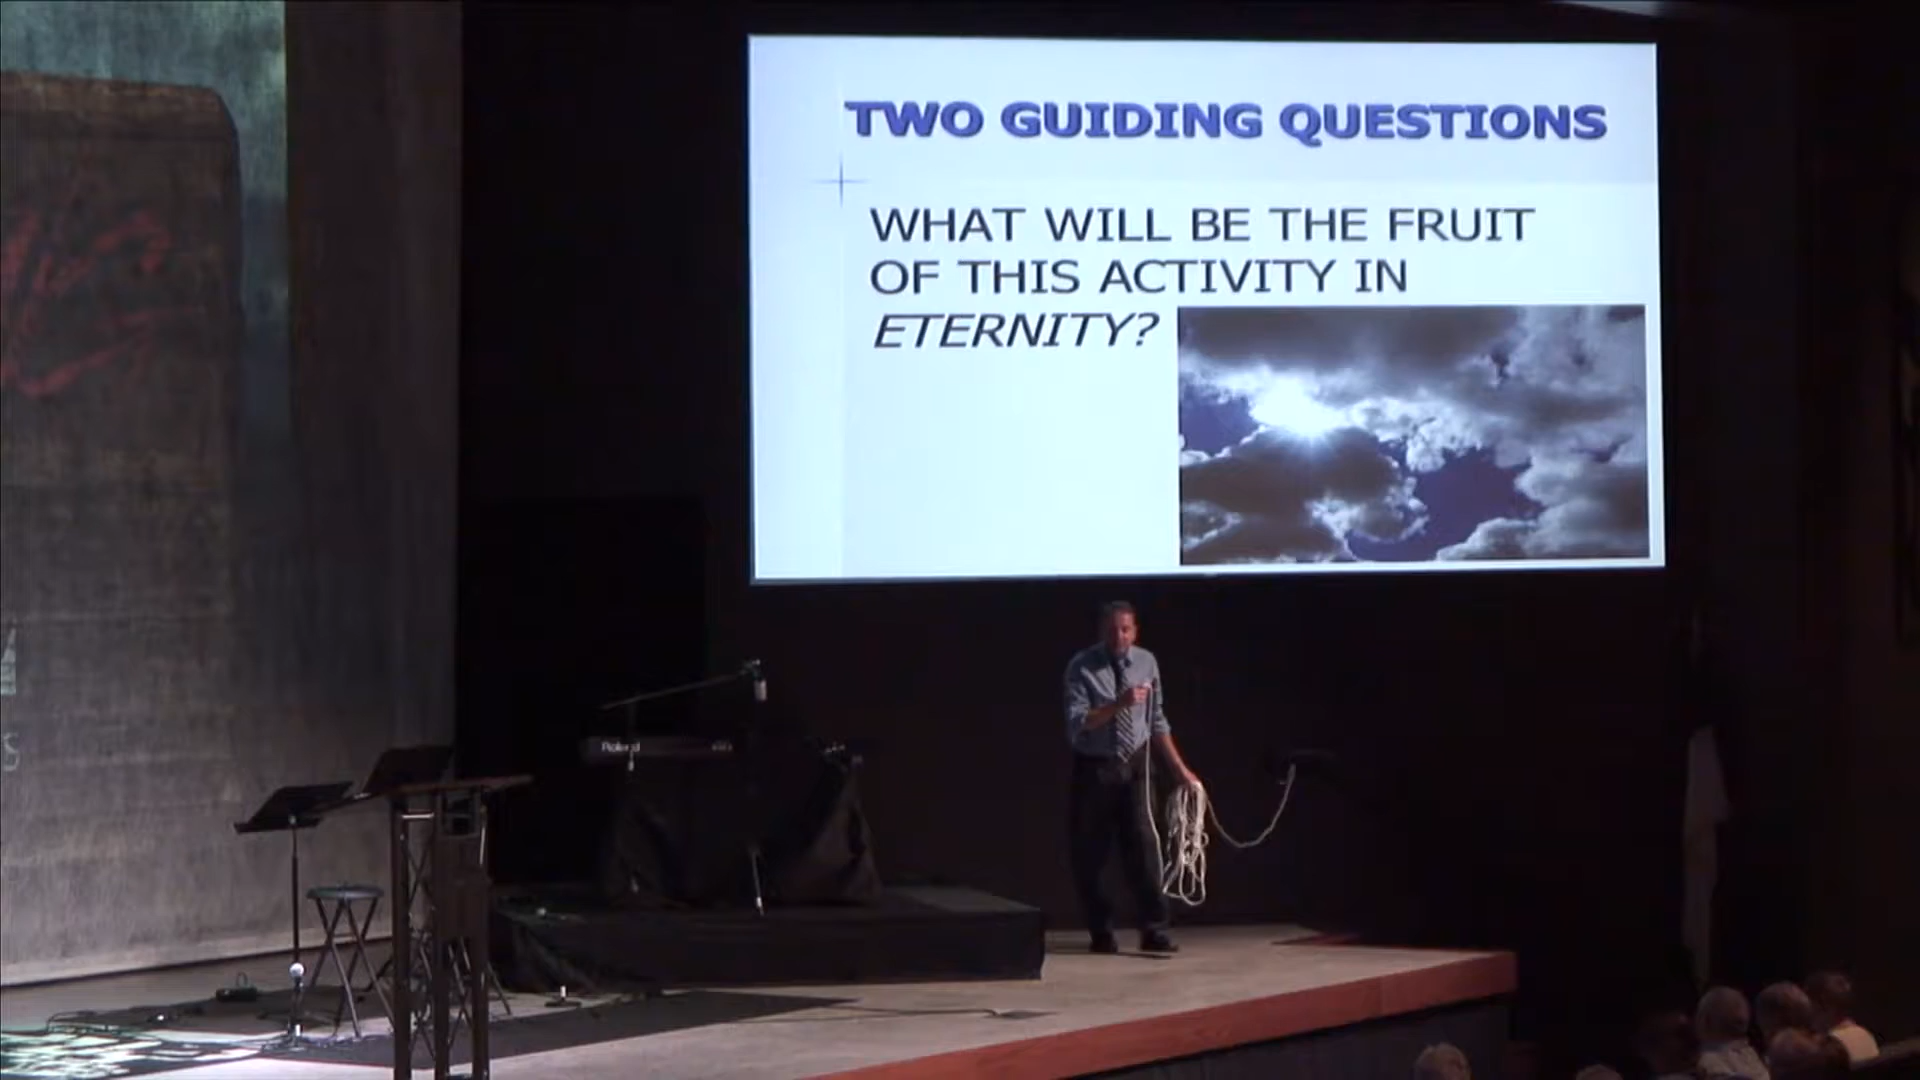 TWO GUIDING QUESTIONS
WHAT WILL BE THE FRUIT
OF THIS ACTIVITY IN
ETERNITY?
Roland